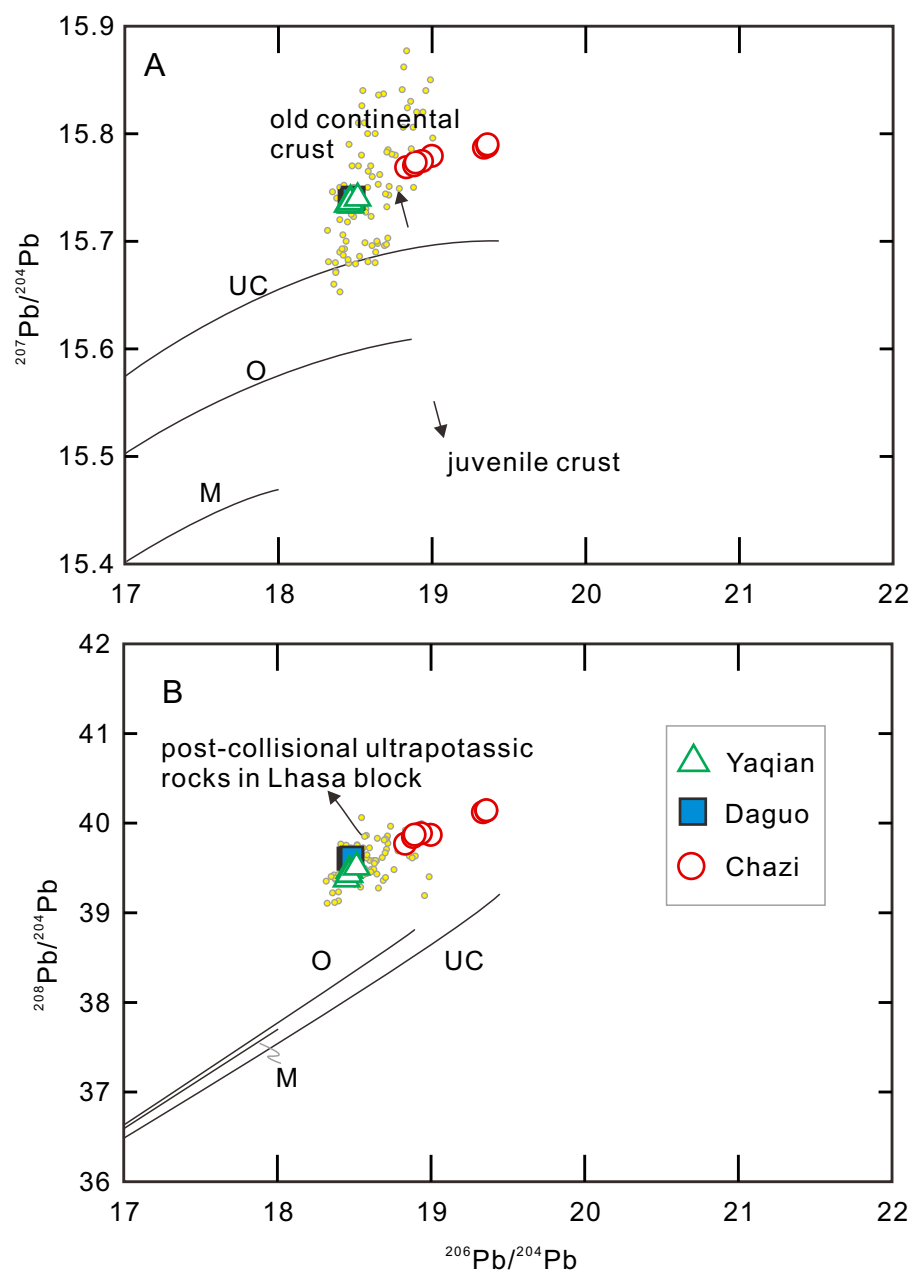 15.9
A
old continental
crust
15.8
15.7
UC
²⁰⁷Pb/²⁰⁴Pb
15.6
O
15.5
juvenile crust
M
15.4
17
18
19
20
21
22
42
B
41
post-collisional ultrapotassic
rocks in Lhasa block
Yaqian
Daguo
Chazi
40
39
O
UC
²⁰⁸Pb/²⁰⁴Pb
38
M
37
36
17
18
19
20
21
22
²⁰⁶Pb/²⁰⁴Pb